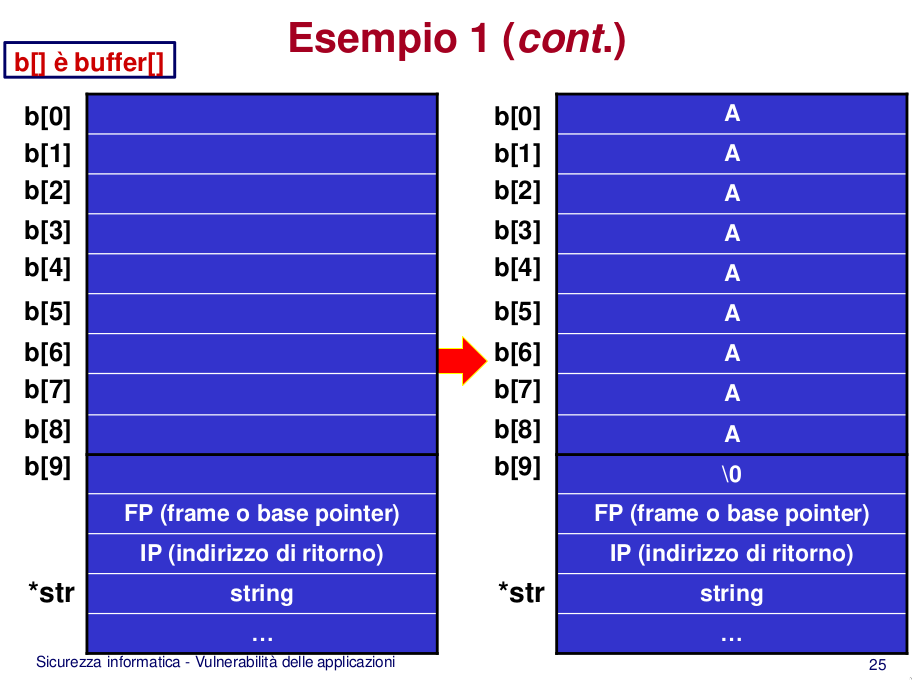 Esempio 1 (cont.)
b[] è buffer[]
b[0]
b[1]
b[2]
b[3]
b[4]
b[5]
b[6]
b[7]
b[8]
b[9]
FP (frame o base pointer)
IP (indirizzo di ritorno)
*str string
...
b[0] A
b[1] A
b[2] A
b[3] A
b[4] A
b[5] A
b[6] A
b[7] A
b[8] A
b[9] \0
FP (frame o base pointer)
IP (indirizzo di ritorno)
*str string
...
Sicurezza informatica - Vulnerabilità delle applicazioni
25